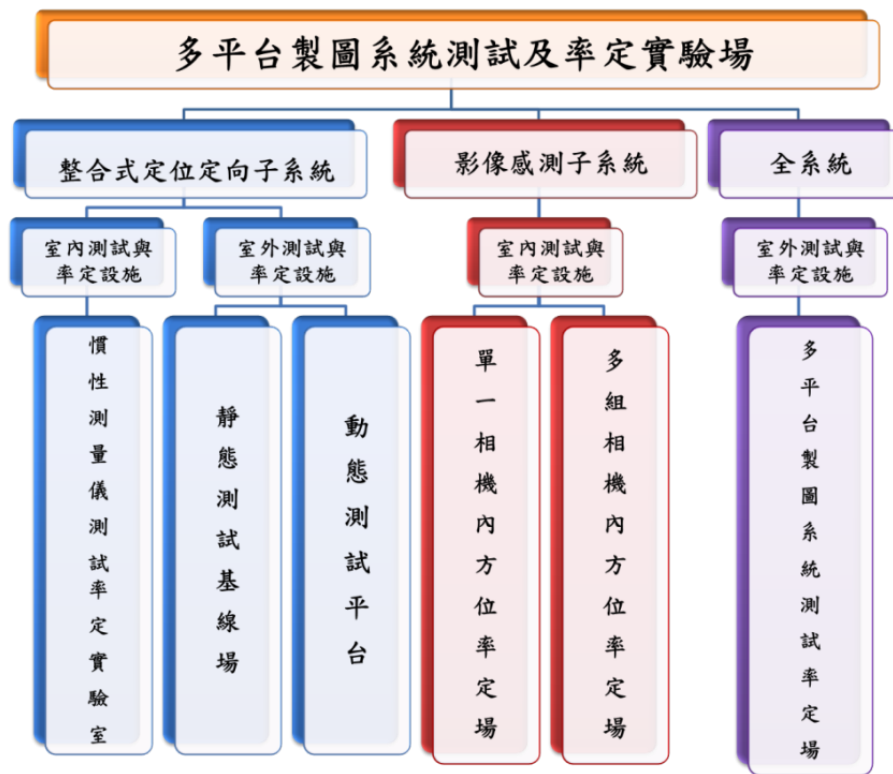 多平台製圖系統測試及率定實驗場
整合式定位定向子系統
影像感測子系統
全系統
室內測試與
率定設施
室外測試與
率定設施
室內測試與
率定設施
室外測試與
率定設施
慣性測量儀測試率定實驗室
靜態測試基線場
動態測試平台
單一相機內方位率定場
多組相機內方位率定場
多平台製圖系統測試率定場